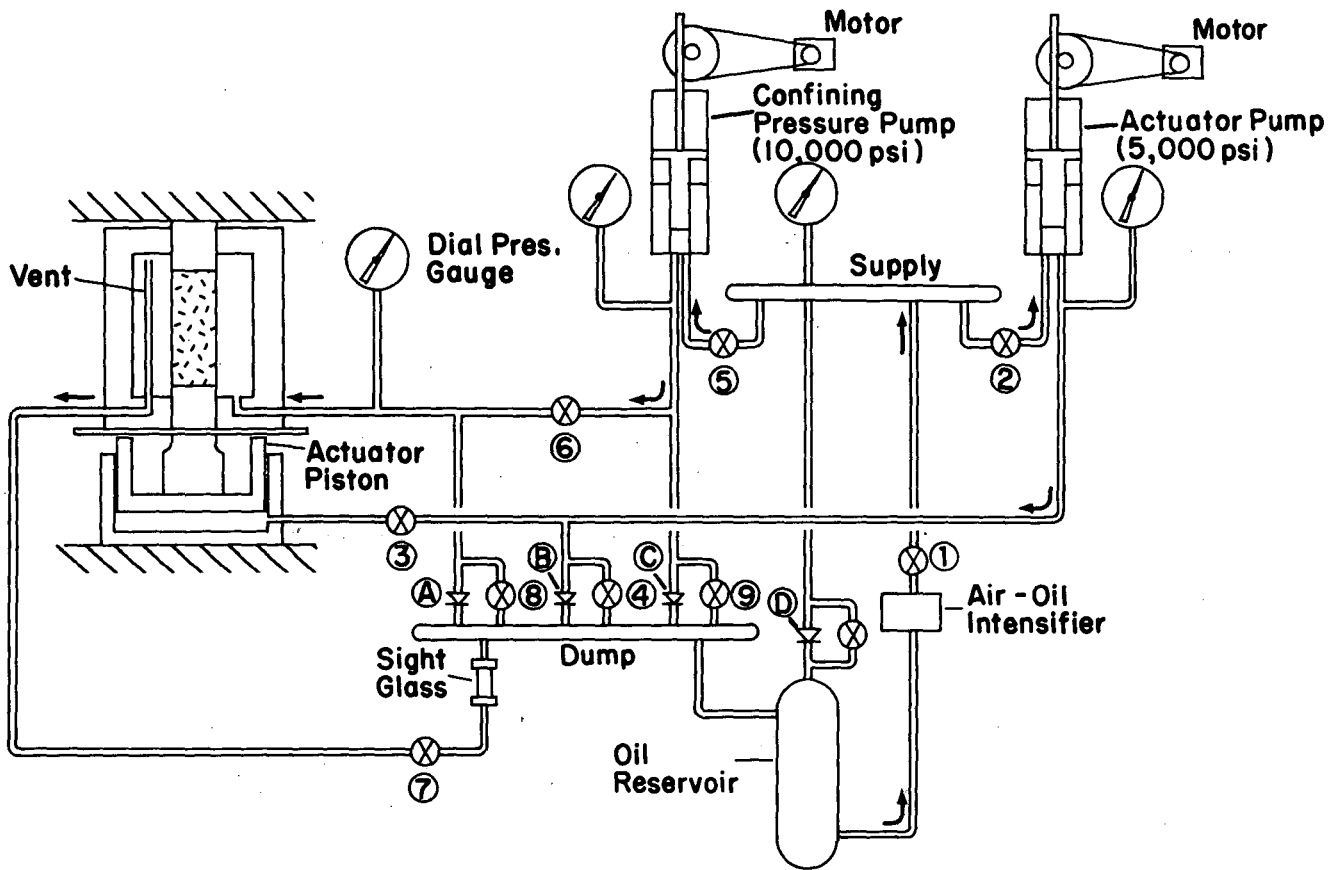 Motor
Motor
Confining
Pressure Pump
(10,000 psi)
Actuator Pump
(5,000 psi)
Dial Pres.
Gauge
Vent
Supply
5
2
6
Actuator
Piston
3
A
8
B
4
C
9
D
1
Air-Oil
Intensifier
Dump
Sight
Glass
7
Oil
Reservoir